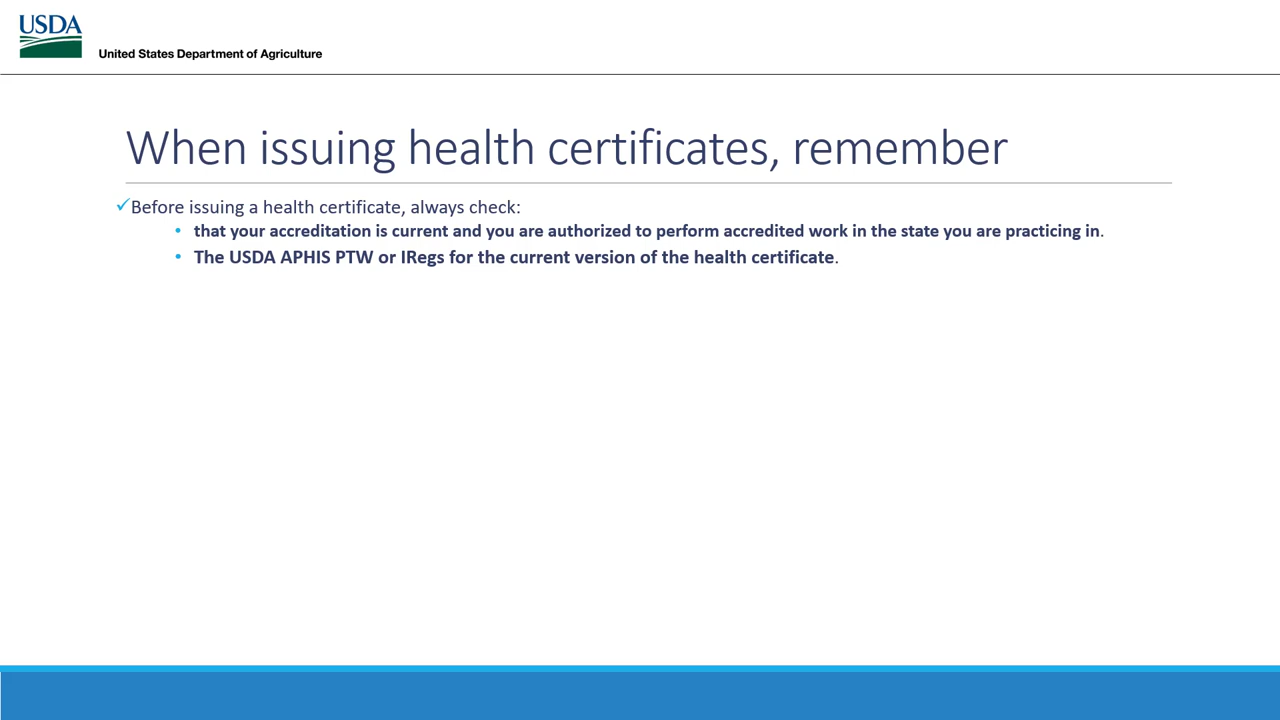 USDA
United States Department of Agriculture
When issuing health certificates, remember
✓Before issuing a health certificate, always check:
• that your accreditation is current and you are authorized to perform accredited work in the state you are practicing in.
• The USDA APHIS PTW or IRegs for the current version of the health certificate.